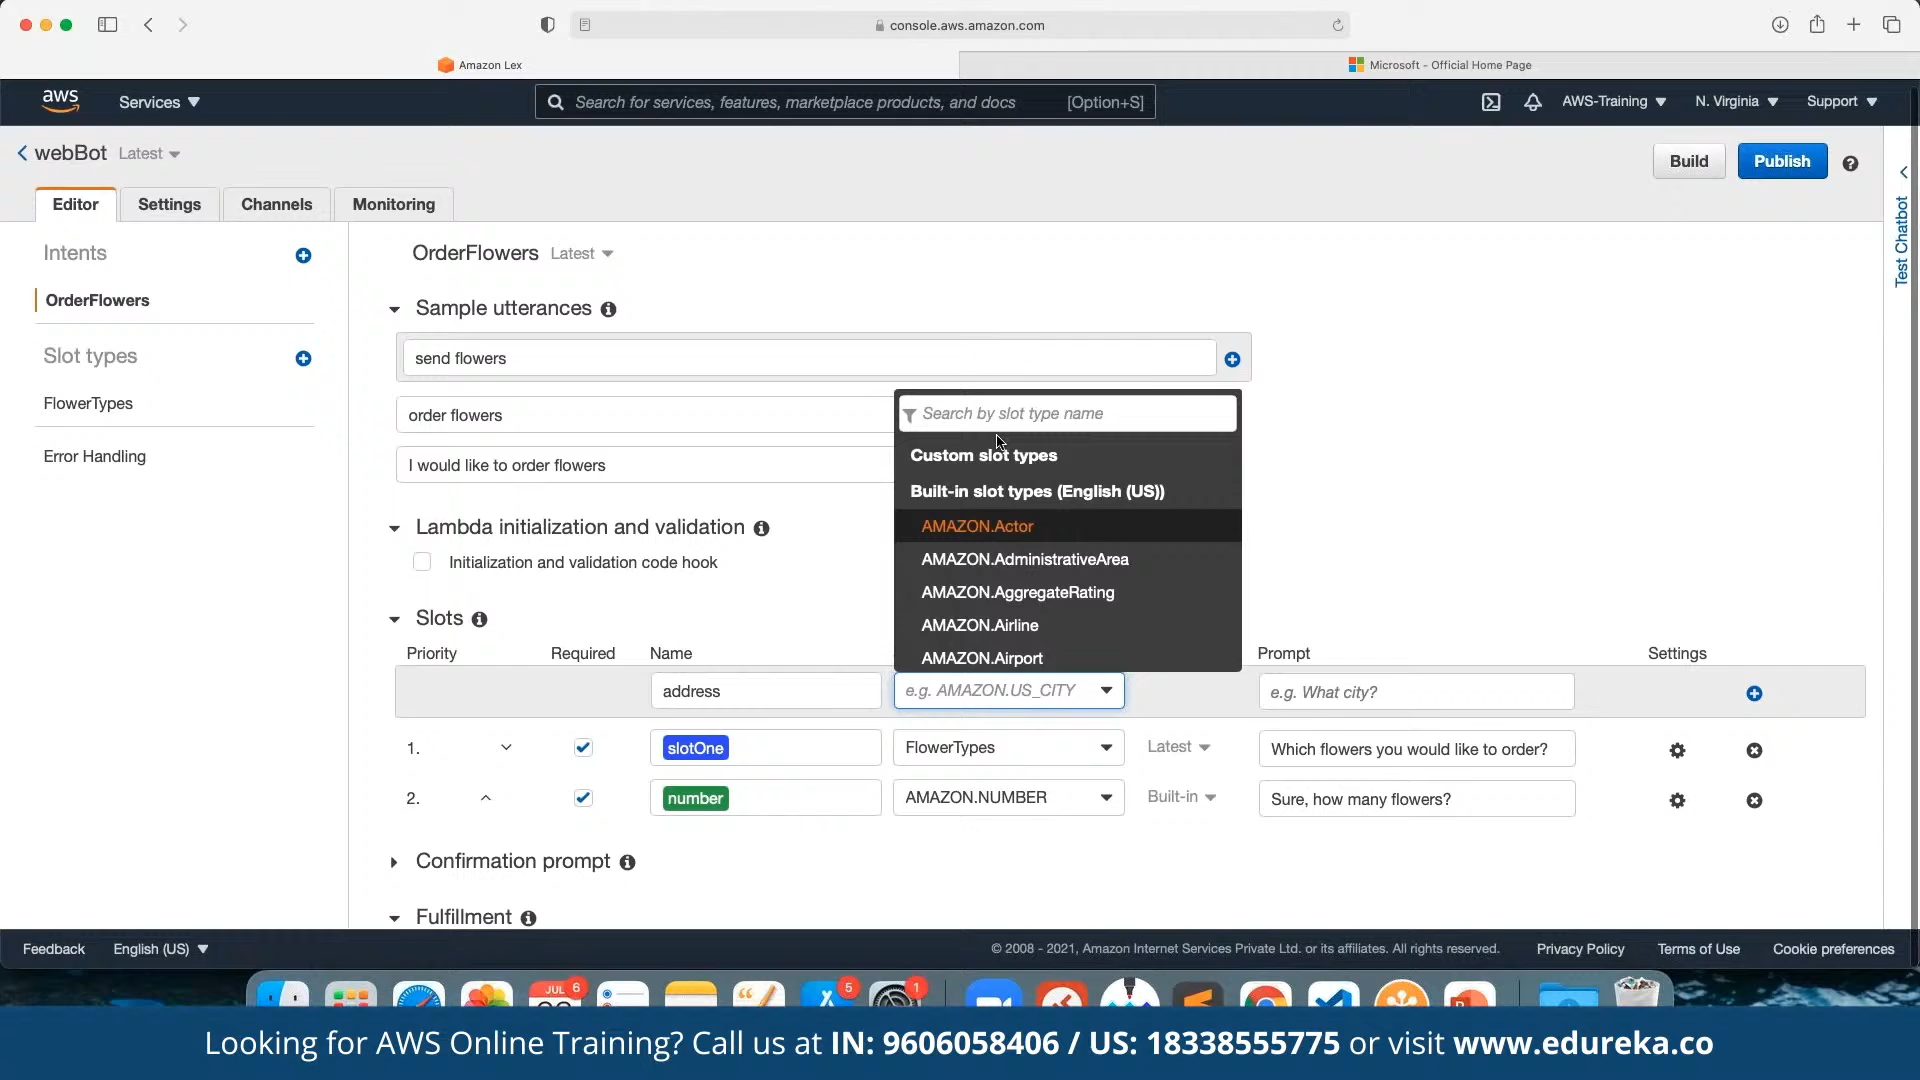 console.aws.amazon.com
Amazon Lex
Microsoft - Official Home Page
aws
Services
Search for services, features, marketplace products, and docs [Option+S]
AWS-Training
N. Virginia
Support
webBot Latest
Build
Publish
Editor
Settings
Channels
Monitoring
Test Chatbot
Intents
OrderFlowers
Slot types
FlowerTypes
Error Handling
OrderFlowers Latest
Sample utterances
send flowers
order flowers
I would like to order flowers
Search by slot type name
Custom slot types
Built-in slot types (English (US))
AMAZON.Actor
AMAZON.AdministrativeArea
AMAZON.AggregateRating
AMAZON.Airline
AMAZON.Airport
Lambda initialization and validation
Initialization and validation code hook
Slots
Priority Required Name Prompt Settings
address e.g. AMAZON.US_CITY e.g. What city?
1. slotOne FlowerTypes Latest Which flowers you would like to order?
2. number AMAZON.NUMBER Built-in Sure, how many flowers?
Confirmation prompt
Fulfillment
Feedback English (US) © 2008 - 2021, Amazon Internet Services Private Ltd. or its affiliates. All rights reserved. Privacy Policy Terms of Use Cookie preferences
JUL 6
5
1
Looking for AWS Online Training? Call us at IN: 9606058406 / US: 18338555775 or visit www.edureka.co